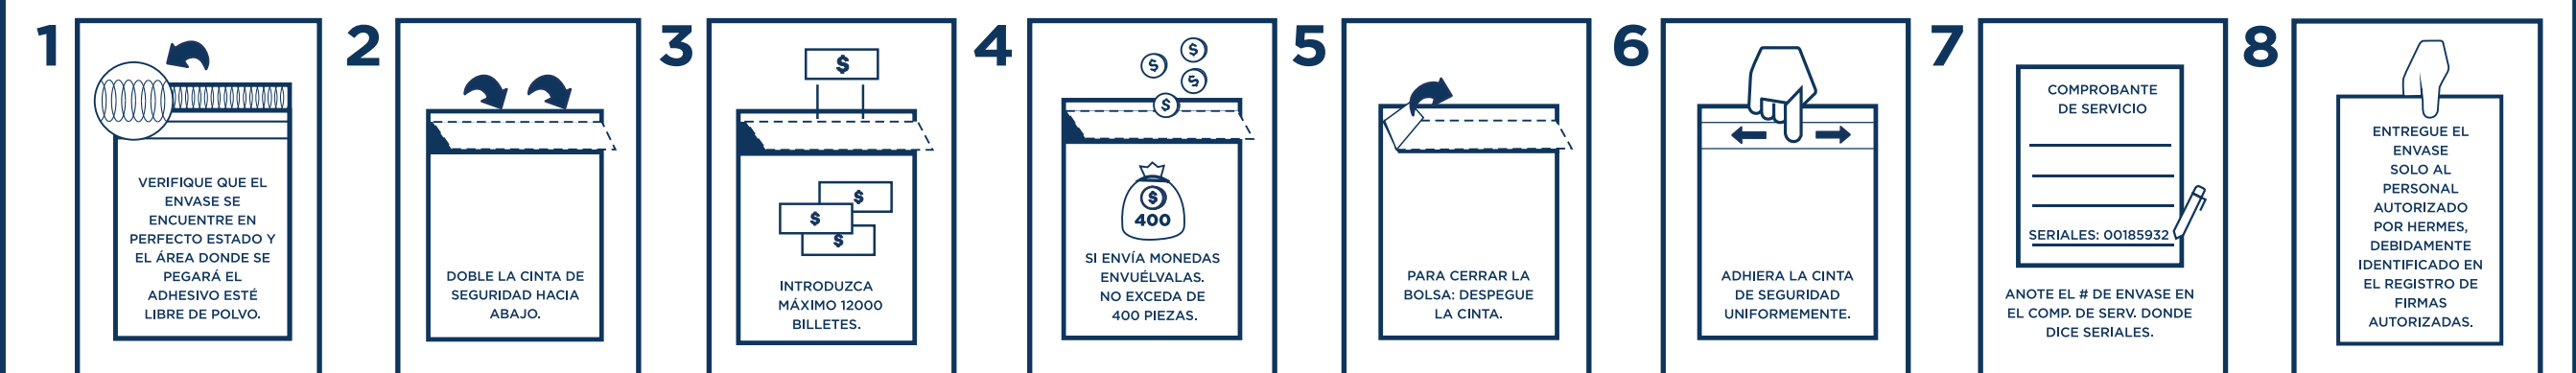 1
VERIFIQUE QUE EL
ENVASE SE
ENCUENTRE EN
PERFECTO ESTADO Y
EL ÁREA DONDE SE
PEGARÁ EL
ADHESIVO ESTÉ
LIBRE DE POLVO.
2
DOBLE LA CINTA DE
SEGURIDAD HACIA
ABAJO.
3
$
$
$
$
INTRODUZCA
MÁXIMO 12000
BILLETES.
4
$
$
$
$
$
400
SI ENVÍA MONEDAS
ENVUÉLVALAS.
NO EXCEDA DE
400 PIEZAS.
5
PARA CERRAR LA
BOLSA: DESPEGUE
LA CINTA.
6
ADHIERA LA CINTA
DE SEGURIDAD
UNIFORMEMENTE.
7
COMPROBANTE
DE SERVICIO
SERIALES: 00185932
ANOTE EL # DE ENVASE EN
EL COMP. DE SERV. DONDE
DICE SERIALES.
8
ENTREGUE EL
ENVASE
SOLO AL
PERSONAL
AUTORIZADO
POR HERMES,
DEBIDAMENTE
IDENTIFICADO EN
EL REGISTRO DE
FIRMAS
AUTORIZADAS.